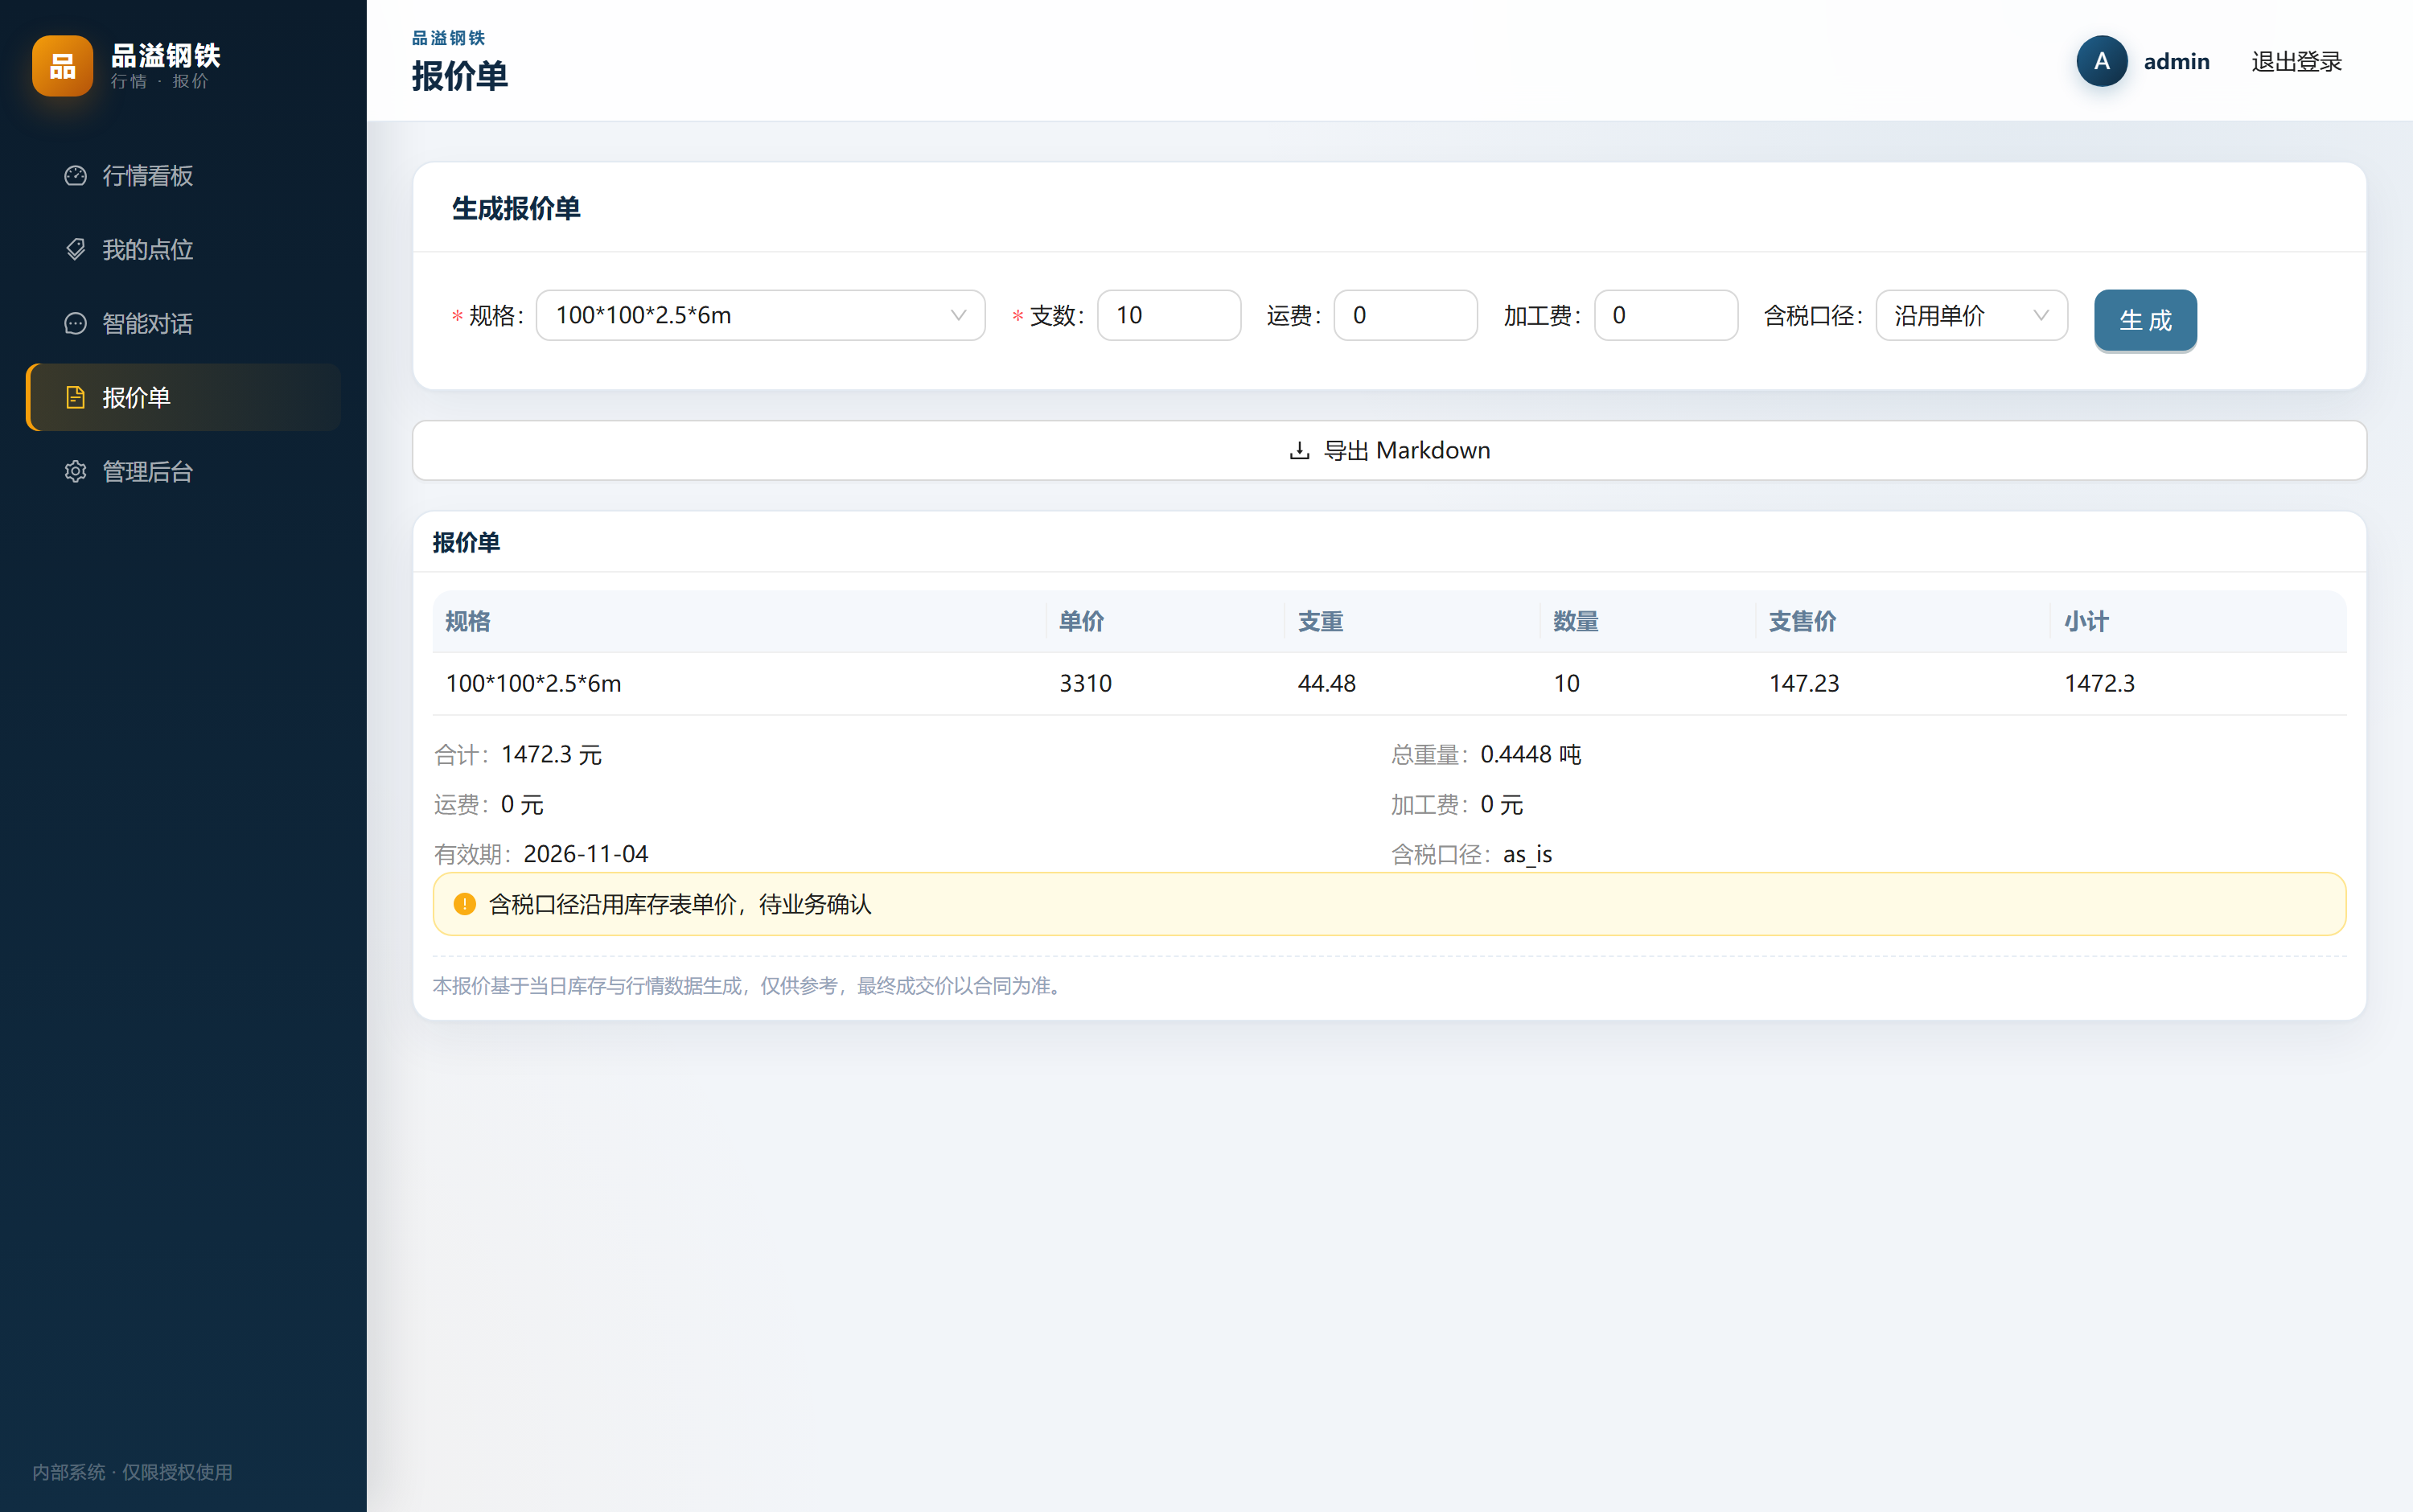 品
品溢钢铁
行情 · 报价
行情看板
我的点位
智能对话
报价单
管理后台
内部系统 · 仅限授权使用
品溢钢铁
报价单
A admin 退出登录
生成报价单
* 规格: 100*100*2.5*6m * 支数: 10 运费: 0 加工费: 0 含税口径: 沿用单价 生成
导出 Markdown
报价单
规格 单价 支重 数量 支售价 小计
100*100*2.5*6m 3310 44.48 10 147.23 1472.3
合计: 1472.3 元 总重量: 0.4448 吨
运费: 0 元 加工费: 0 元
有效期: 2026-11-04 含税口径: as_is
含税口径沿用库存表单价，待业务确认
本报价基于当日库存与行情数据生成，仅供参考，最终成交价以合同为准。